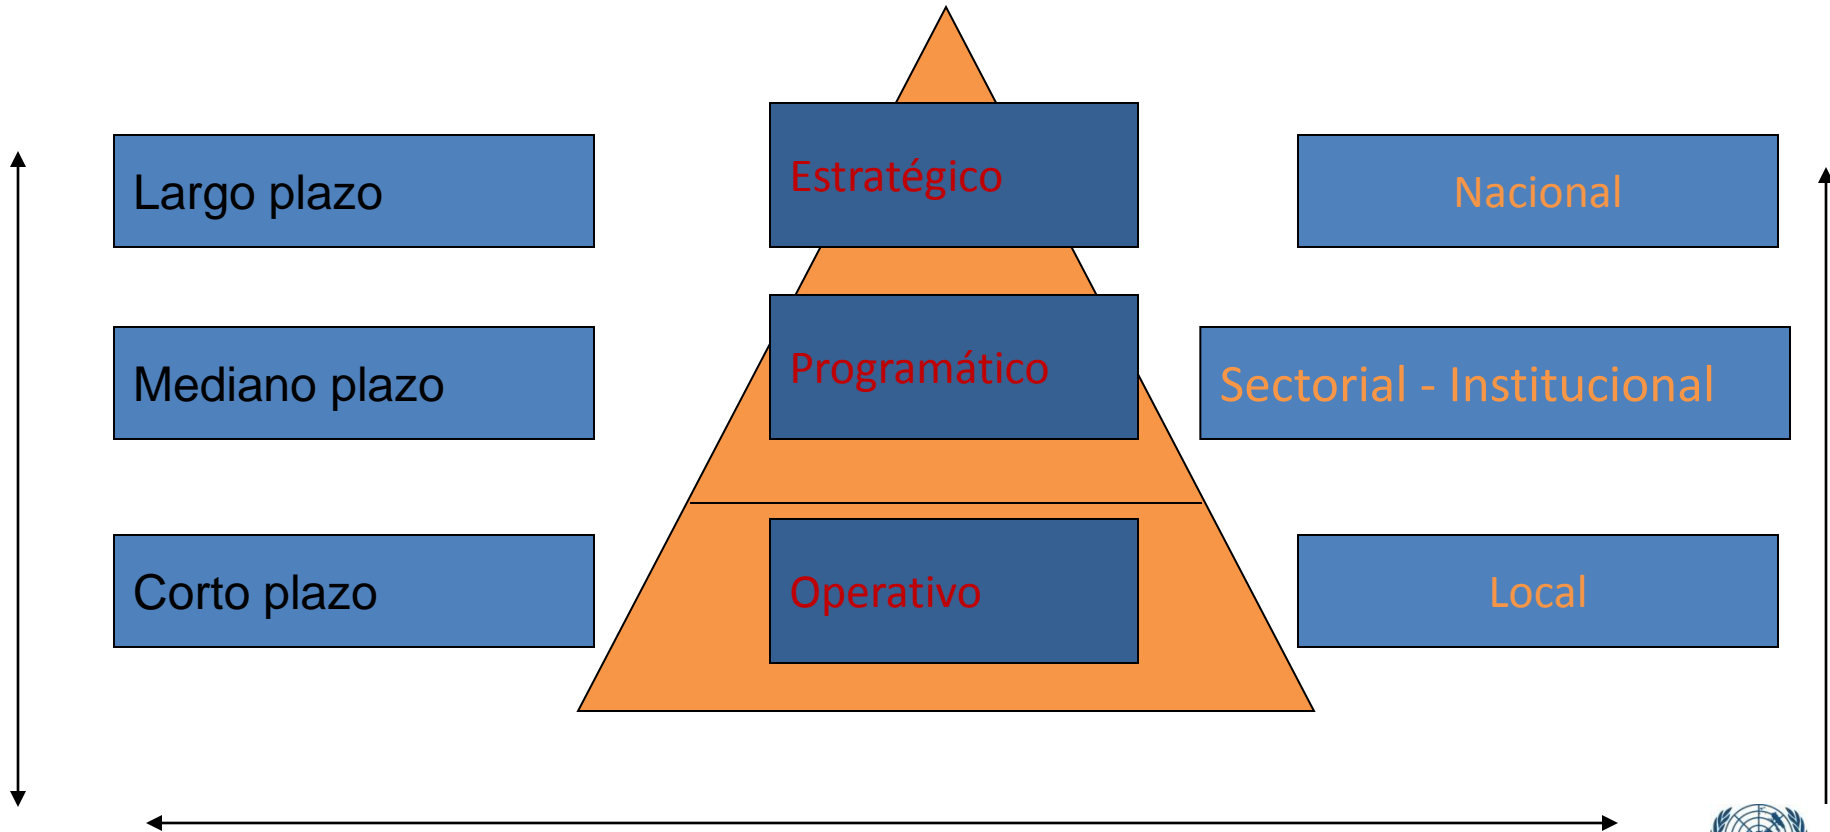 Largo plazo
Estratégico
Nacional
Mediano plazo
Programático
Sectorial - Institucional
Corto plazo
Operativo
Local